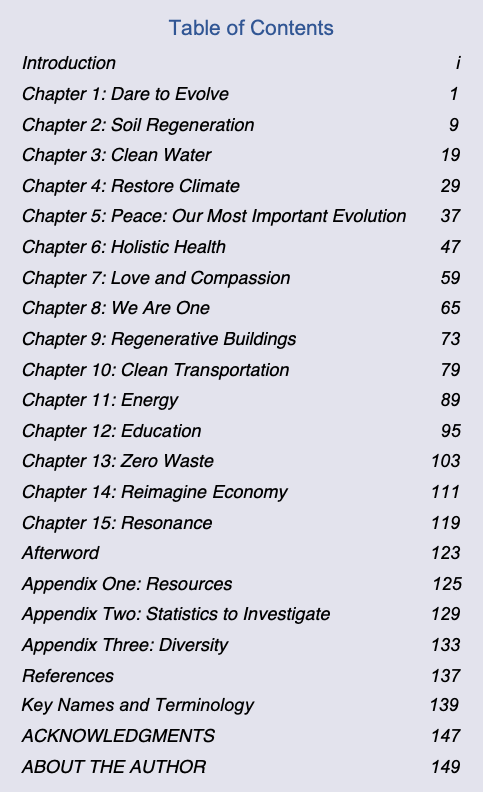 Table of Contents
Introduction i
Chapter 1: Dare to Evolve 1
Chapter 2: Soil Regeneration 9
Chapter 3: Clean Water 19
Chapter 4: Restore Climate 29
Chapter 5: Peace: Our Most Important Evolution 37
Chapter 6: Holistic Health 47
Chapter 7: Love and Compassion 59
Chapter 8: We Are One 65
Chapter 9: Regenerative Buildings 73
Chapter 10: Clean Transportation 79
Chapter 11: Energy 89
Chapter 12: Education 95
Chapter 13: Zero Waste 103
Chapter 14: Reimagine Economy 111
Chapter 15: Resonance 119
Afterword 123
Appendix One: Resources 125
Appendix Two: Statistics to Investigate 129
Appendix Three: Diversity 133
References 137
Key Names and Terminology 139
ACKNOWLEDGMENTS 147
ABOUT THE AUTHOR 149